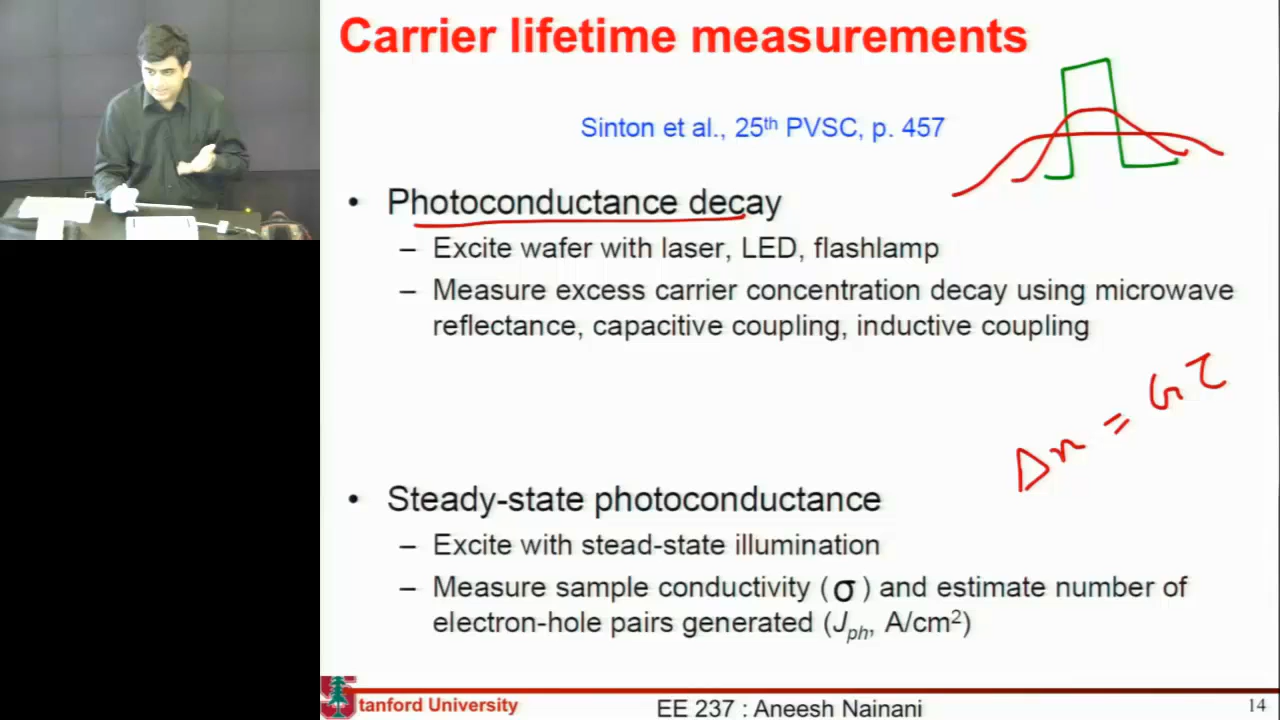 Carrier lifetime measurements
Sinton et al., 25th PVSC, p. 457
• Photoconductance decay
– Excite wafer with laser, LED, flashlamp
– Measure excess carrier concentration decay using microwave
reflectance, capacitive coupling, inductive coupling
Δn = Gτ
• Steady-state photoconductance
– Excite with stead-state illumination
– Measure sample conductivity (σ) and estimate number of
electron-hole pairs generated (Jph, A/cm2)
Stanford University
EE 237 : Aneesh Nainani
14